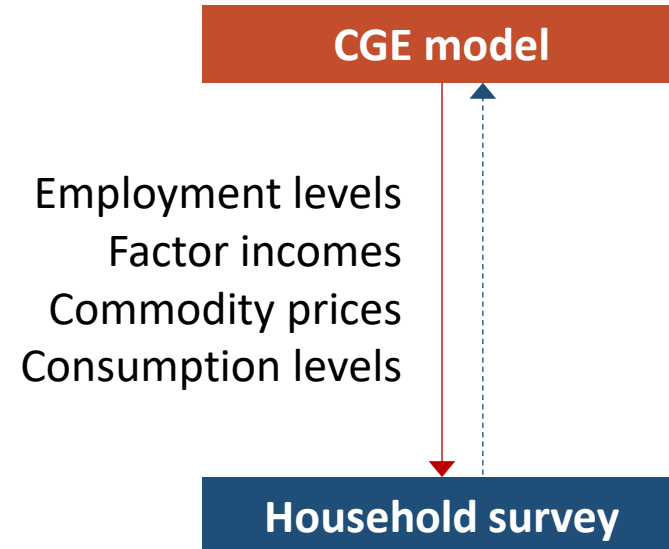 CGE model
Employment levels
Factor incomes
Commodity prices
Consumption levels
Household survey